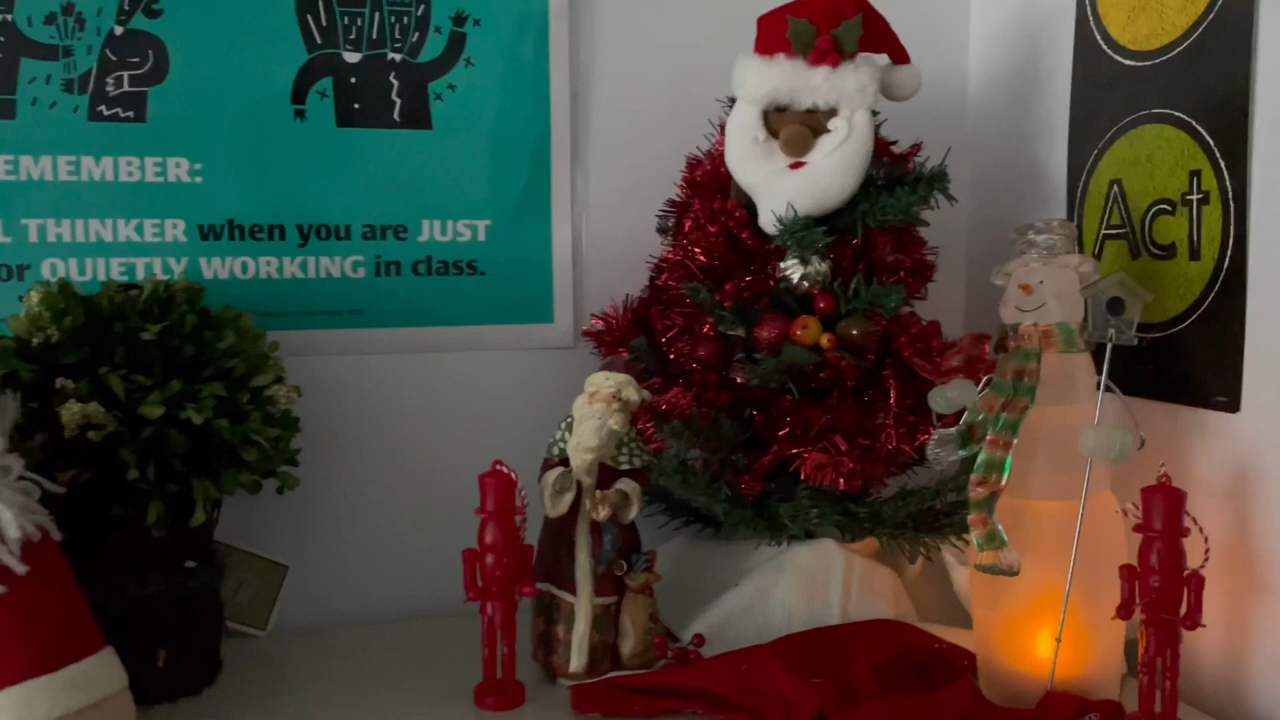 EMEMBER:
L THINKER when you are JUST
or QUIETLY WORKING in class.
Act